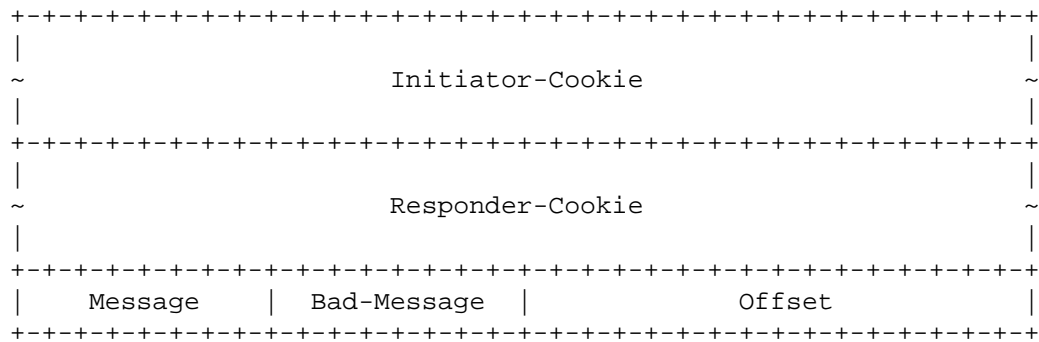 +-+-+-+-+-+-+-+-+-+-+-+-+-+-+-+-+-+-+-+-+-+-+-+-+-+-+-+-+-+-+-+-+
|                                                               |
~                       Initiator-Cookie                        ~
|                                                               |
+-+-+-+-+-+-+-+-+-+-+-+-+-+-+-+-+-+-+-+-+-+-+-+-+-+-+-+-+-+-+-+-+
|                                                               |
~                       Responder-Cookie                        ~
|                                                               |
+-+-+-+-+-+-+-+-+-+-+-+-+-+-+-+-+-+-+-+-+-+-+-+-+-+-+-+-+-+-+-+-+
|    Message    |  Bad-Message  |             Offset            |
+-+-+-+-+-+-+-+-+-+-+-+-+-+-+-+-+-+-+-+-+-+-+-+-+-+-+-+-+-+-+-+-+